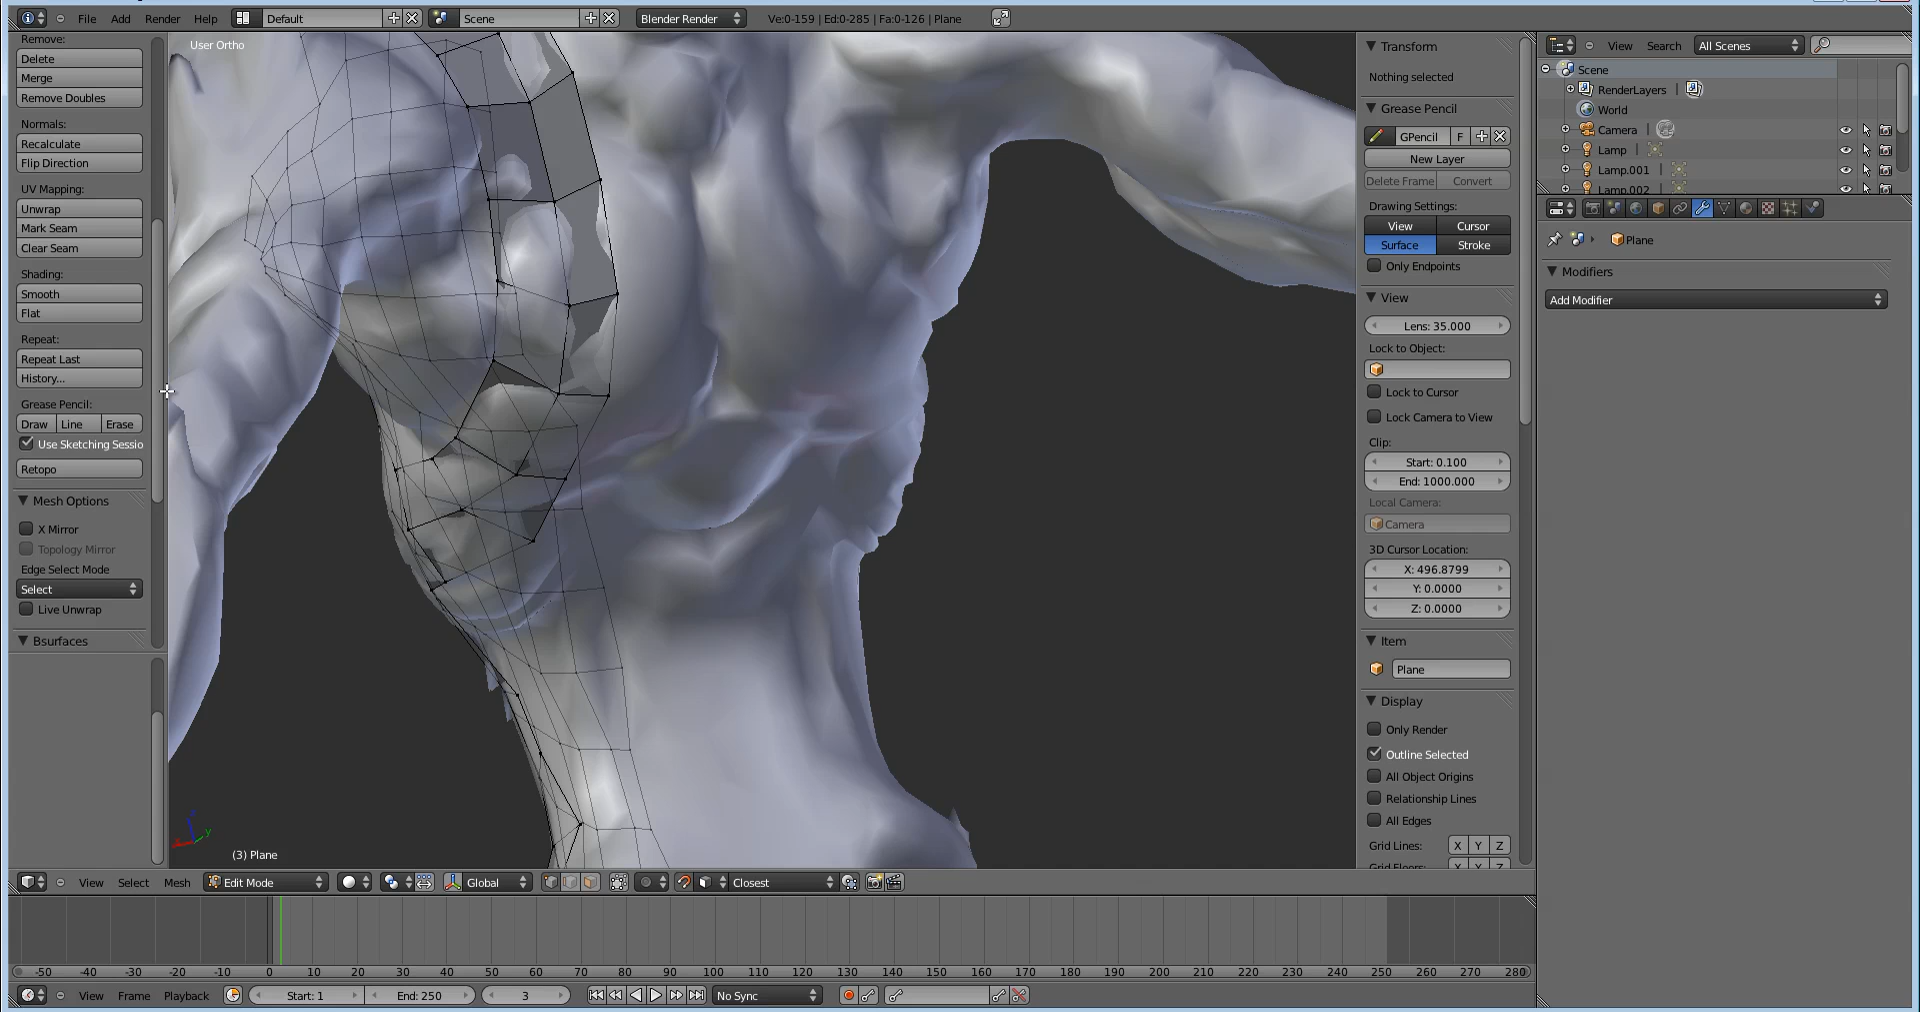 File Add Render Help Default Scene Blender Render Ve:0-159 | Ed:0-285 | Fa:0-126 | Plane
Remove:
Delete
Merge
Remove Doubles
Normals:
Recalculate
Flip Direction
UV Mapping:
Unwrap
Mark Seam
Clear Seam
Shading:
Smooth
Flat
Repeat:
Repeat Last
History...
Grease Pencil:
Draw Line Erase
Use Sketching Sessio
Retopo
Mesh Options
X Mirror
Topology Mirror
Edge Select Mode
Select
Live Unwrap
Bsurfaces
User Ortho
(3) Plane
Transform
Nothing selected
Grease Pencil
GPencil F
New Layer
Delete Frame Convert
Drawing Settings:
View Cursor
Surface Stroke
Only Endpoints
View
Lens: 35.000
Lock to Object:
Lock to Cursor
Lock Camera to View
Clip:
Start: 0.100
End: 1000.000
Local Camera:
Camera
3D Cursor Location:
X: 496.8799
Y: 0.0000
Z: 0.0000
Item
Plane
Display
Only Render
Outline Selected
All Object Origins
Relationship Lines
All Edges
Grid Lines: X Y Z
View Search All Scenes
Scene
RenderLayers |
World
Camera |
Lamp |
Lamp.001 |
Lamp.002 |
Plane
Modifiers
Add Modifier
View Select Mesh Edit Mode Global Closest
-50 -40 -30 -20 -10 0 10 20 30 40 50 60 70 80 90 100 110 120 130 140 150 160 170 180 190 200 210 220 230 240 250 260 270 280
View Frame Playback Start: 1 End: 250 3 No Sync